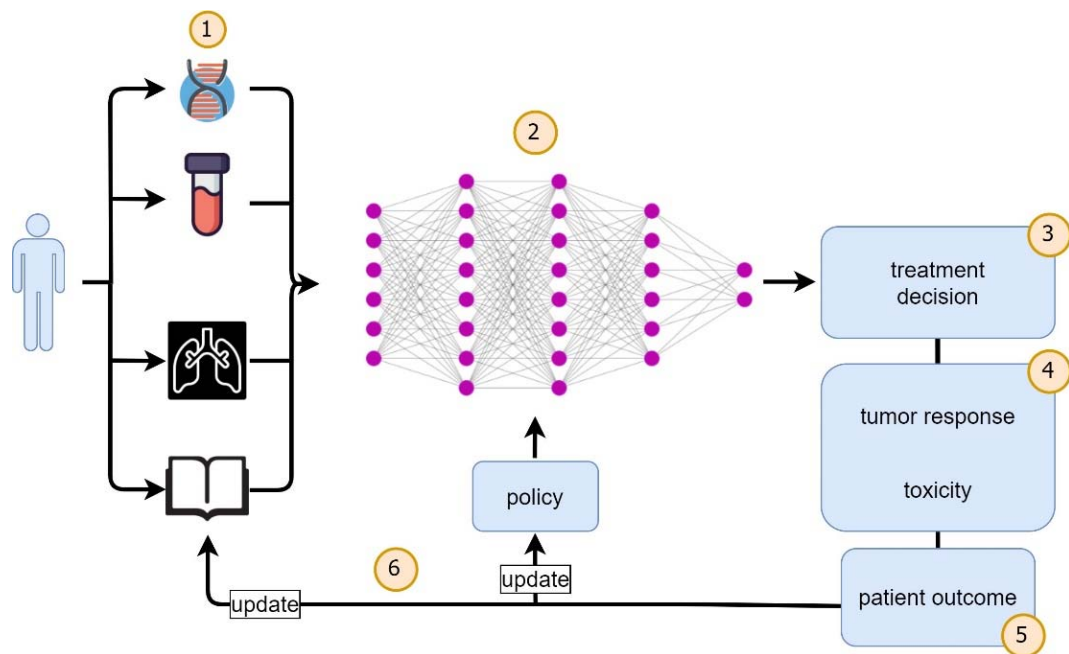 1
2
3
treatment
decision
4
tumor response
toxicity
policy
6
update
update
patient outcome
5